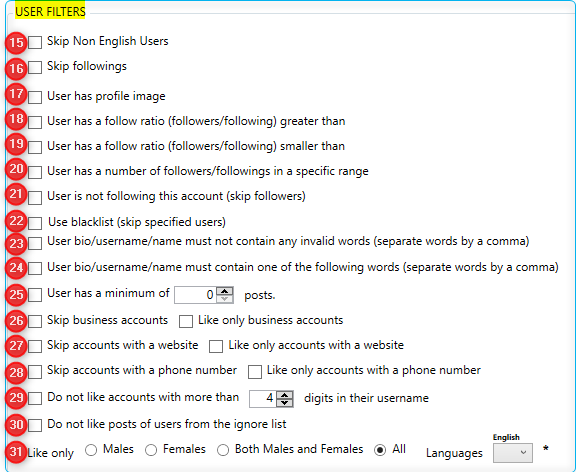 USER FILTERS
15 Skip Non English Users
16 Skip followings
17 User has profile image
18 User has a follow ratio (followers/following) greater than
19 User has a follow ratio (followers/following) smaller than
20 User has a number of followers/followings in a specific range
21 User is not following this account (skip followers)
22 Use blacklist (skip specified users)
23 User bio/username/name must not contain any invalid words (separate words by a comma)
24 User bio/username/name must contain one of the following words (separate words by a comma)
25 User has a minimum of 0 posts.
26 Skip business accounts Like only business accounts
27 Skip accounts with a website Like only accounts with a website
28 Skip accounts with a phone number Like only accounts with a phone number
29 Do not like accounts with more than 4 digits in their username
30 Do not like posts of users from the ignore list
English
31 Like only Males Females Both Males and Females All Languages *